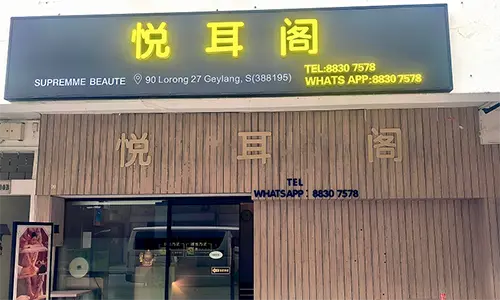 悦耳阁
TEL:8830 7578
SUPREMME BEAUTE 90 Lorong 27 Geylang, S(388195) WHATS APP:8830 7578
悦 耳 阁
TEL
WHATSAPP: 8830 7578